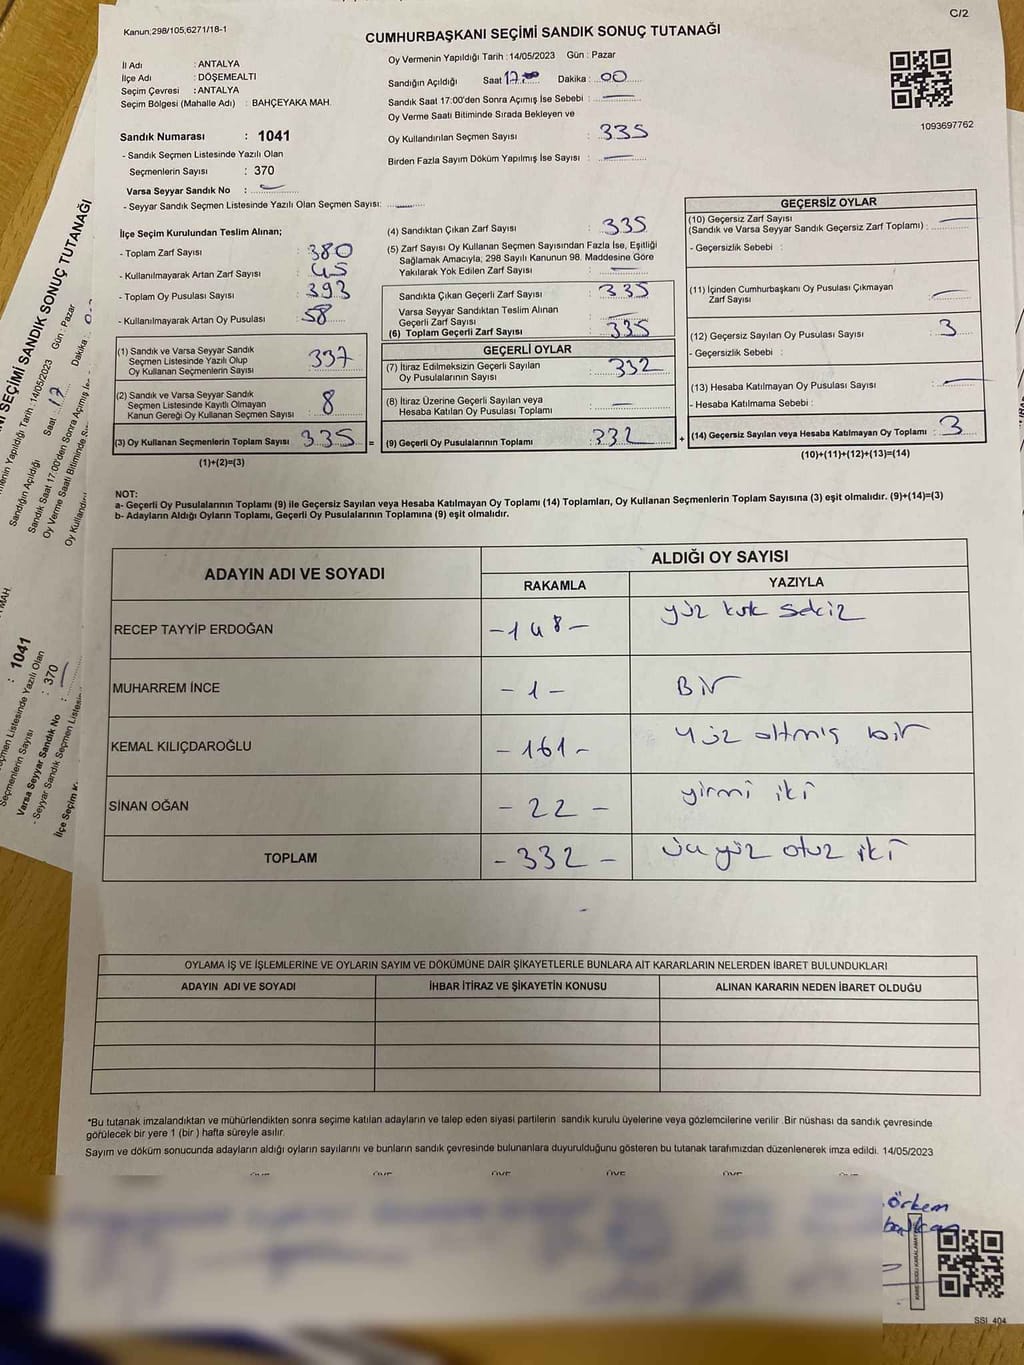 C/2
Kanun;298/105,6271/18-1
CUMHURBAŞKANI SEÇİMİ SANDIK SONUÇ TUTANAĞI
İl Adı : ANTALYA
İlçe Adı : DÖŞEMEALTI
Seçim Çevresi : ANTALYA
Seçim Bölgesi (Mahalle Adı) : BAHÇEYAKA MAH.
Sandık Numarası : 1041
- Sandık Seçmen Listesinde Yazılı Olan
Seçmenlerin Sayısı : 370
Varsa Seyyar Sandık No :
- Seyyar Sandık Seçmen Listesinde Yazılı Olan Seçmen Sayısı:
Oy Vermenin Yapıldığı Tarih : 14/05/2023 Gün : Pazar
Sandığın Açıldığı Saat 17 Dakika : 00
Sandık Saat 17:00'den Sonra Açımış İse Sebebi :
Oy Verme Saati Bitiminde Sırada Bekleyen ve
Oy Kullandırılan Seçmen Sayısı : 335
Birden Fazla Sayım Döküm Yapılmış İse Sayısı :
1093697762
İlçe Seçim Kurulundan Teslim Alınan;
- Toplam Zarf Sayısı : 380
- Kullanılmayarak Artan Zarf Sayısı : 45
- Toplam Oy Pusulası Sayısı : 393
- Kullanılmayarak Artan Oy Pusulası : 58
(1) Sandık ve Varsa Seyyar Sandık
Seçmen Listesinde Yazılı Olup
Oy Kullanan Seçmenlerin Sayısı : 337
(2) Sandık ve Varsa Seyyar Sandık
Seçmen Listesinde Kayıtlı Olmayan
Kanun Gereği Oy Kullanan Seçmen Sayısı : 8
(3) Oy Kullanan Seçmenlerin Toplam Sayısı : 335 =
(1)+(2)=(3)
(4) Sandıktan Çıkan Zarf Sayısı : 335
(5) Zarf Sayısı Oy Kullanan Seçmen Sayısından Fazla İse, Eşitliği
Sağlamak Amacıyla; 298 Sayılı Kanunun 98. Maddesine Göre
Yakılarak Yok Edilen Zarf Sayısı :
Sandıkta Çıkan Geçerli Zarf Sayısı : 335
Varsa Seyyar Sandıktan Teslim Alınan
Geçerli Zarf Sayısı :
(6) Toplam Geçerli Zarf Sayısı : 335
GEÇERLİ OYLAR
(7) İtiraz Edilmeksizin Geçerli Sayılan
Oy Pusulalarının Sayısı : 332
(8) İtiraz Üzerine Geçerli Sayılan veya
Hesaba Katılan Oy Pusulası Toplamı :
(9) Geçerli Oy Pusulalarının Toplamı : 332 +
GEÇERSİZ OYLAR
(10) Geçersiz Zarf Sayısı
(Sandık ve Varsa Seyyar Sandık Geçersiz Zarf Toplamı) :
- Geçersizlik Sebebi :
(11) İçinden Cumhurbaşkanı Oy Pusulası Çıkmayan
Zarf Sayısı :
(12) Geçersiz Sayılan Oy Pusulası Sayısı : 3
- Geçersizlik Sebebi :
(13) Hesaba Katılmayan Oy Pusulası Sayısı :
- Hesaba Katılmama Sebebi :
(14) Geçersiz Sayılan veya Hesaba Katılmayan Oy Toplamı : 3
(10)+(11)+(12)+(13)=(14)
NOT:
a- Geçerli Oy Pusulalarının Toplamı (9) ile Geçersiz Sayılan veya Hesaba Katılmayan Oy Toplamı (14) Toplamları, Oy Kullanan Seçmenlerin Toplam Sayısına (3) eşit olmalıdır. (9)+(14)=(3)
b- Adayların Aldığı Oyların Toplamı, Geçerli Oy Pusulalarının Toplamına (9) eşit olmalıdır.
ADAYIN ADI VE SOYADI
ALDIĞI OY SAYISI
RAKAMLA YAZIYLA
RECEP TAYYİP ERDOĞAN -148- yüz kırk sekiz
MUHARREM İNCE -1- Bir
KEMAL KILIÇDAROĞLU -161- Yüz altmış bir
SİNAN OĞAN -22- yirmi iki
TOPLAM -332- üç yüz otuz iki
OYLAMA İŞ VE İŞLEMLERİNE VE OYLARIN SAYIM VE DÖKÜMÜNE DAİR ŞİKAYETLERLE BUNLARA AİT KARARLARIN NELERDEN İBARET BULUNDUKLARI
ADAYIN ADI VE SOYADI İHBAR İTİRAZ VE ŞİKAYETİN KONUSU ALINAN KARARIN NEDEN İBARET OLDUĞU
*Bu tutanak imzalandıktan ve mühürlendikten sonra seçime katılan adayların ve talep eden siyasi partilerin sandık kurulu üyelerine veya gözlemcilerine verilir. Bir nüshası da sandık çevresinde
görülecek bir yere 1 (bir) hafta süreyle asılır.
Sayım ve döküm sonucunda adayların aldığı oyların sayılarını ve bunların sandık çevresinde bulunanlara duyurulduğunu gösteren bu tutanak tarafımızdan düzenlenerek imza edildi. 14/05/2023
SSI_404